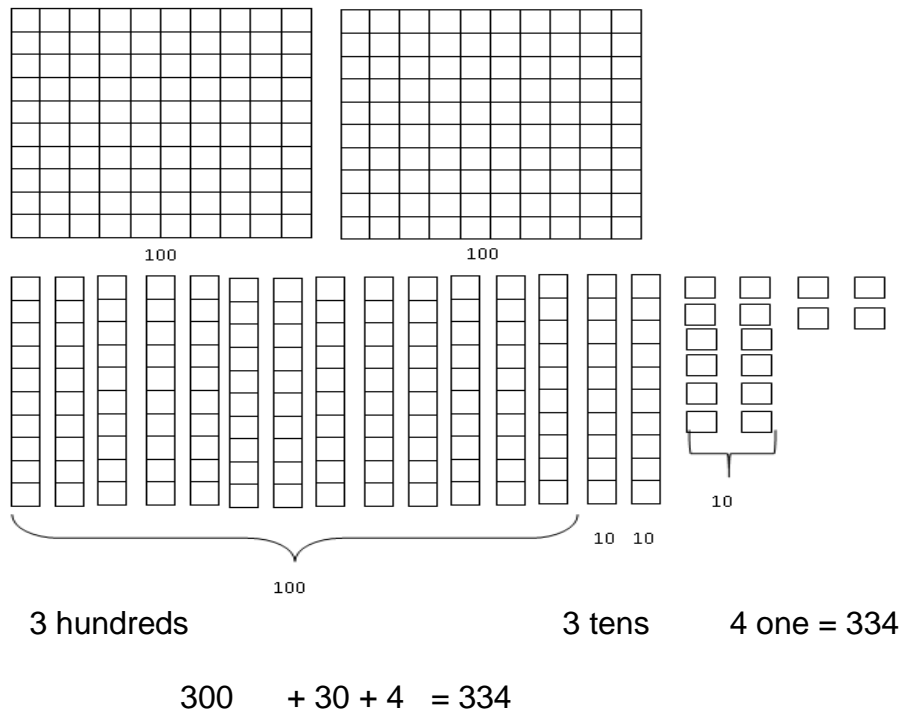 100 100
10
10 10
100
3 hundreds 3 tens 4 one = 334
300 + 30 + 4 = 334